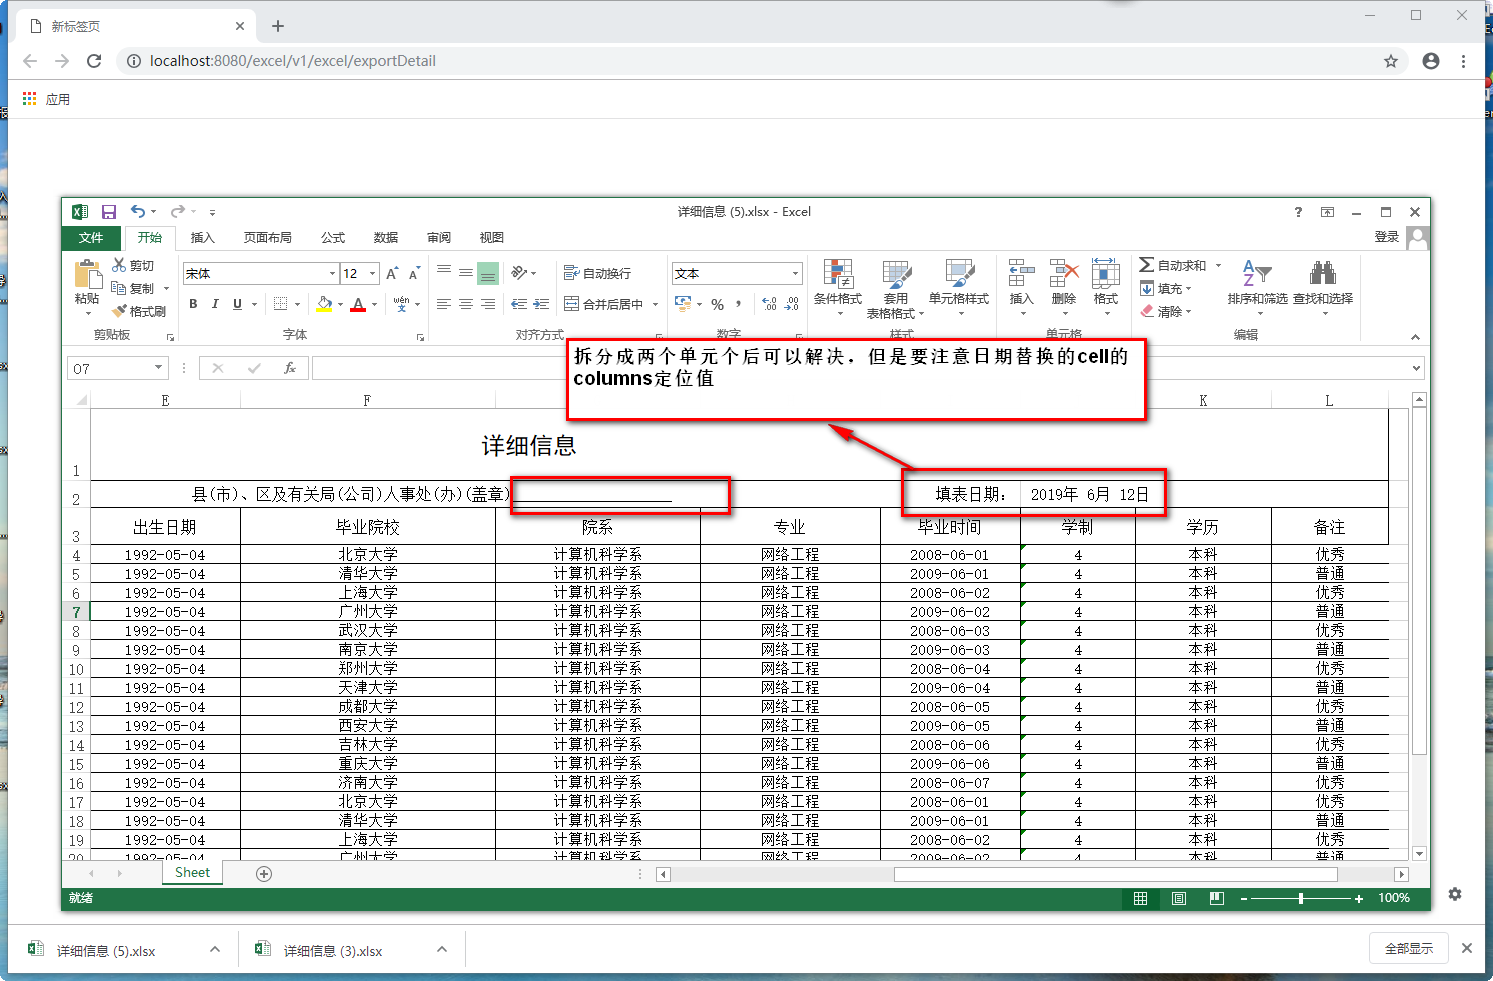 新标签页
localhost:8080/excel/v1/excel/exportDetail
应用
详细信息 (5).xlsx - Excel
文件 开始 插入 页面布局 公式 数据 审阅 视图 登录
剪切
复制
格式刷
粘贴
剪贴板
宋体 12
B I U wén 文
字体
自动换行
合并后居中
对齐方式
文本
% , .00
数字
条件格式 套用表格格式 单元格样式
样式
插入 删除 格式
单元格
自动求和
填充
清除
排序和筛选 查找和选择
编辑
拆分成两个单元个后可以解决．但是要注意日期替换的cell的
columns定位值
O7 fx
E F K L
1 详细信息
2 县(市)、区及有关局(公司)人事处(办)(盖章) 填表日期： 2019年 6月 12日
3 出生日期 毕业院校 院系 专业 毕业时间 学制 学历 备注
4 1992-05-04 北京大学 计算机科学系 网络工程 2008-06-01 4 本科 优秀
5 1992-05-04 清华大学 计算机科学系 网络工程 2009-06-01 4 本科 普通
6 1992-05-04 上海大学 计算机科学系 网络工程 2008-06-02 4 本科 优秀
7 1992-05-04 广州大学 计算机科学系 网络工程 2009-06-02 4 本科 普通
8 1992-05-04 武汉大学 计算机科学系 网络工程 2008-06-03 4 本科 优秀
9 1992-05-04 南京大学 计算机科学系 网络工程 2009-06-03 4 本科 普通
10 1992-05-04 郑州大学 计算机科学系 网络工程 2008-06-04 4 本科 优秀
11 1992-05-04 天津大学 计算机科学系 网络工程 2009-06-04 4 本科 普通
12 1992-05-04 成都大学 计算机科学系 网络工程 2008-06-05 4 本科 优秀
13 1992-05-04 西安大学 计算机科学系 网络工程 2009-06-05 4 本科 普通
14 1992-05-04 吉林大学 计算机科学系 网络工程 2008-06-06 4 本科 优秀
15 1992-05-04 重庆大学 计算机科学系 网络工程 2009-06-06 4 本科 普通
16 1992-05-04 济南大学 计算机科学系 网络工程 2008-06-07 4 本科 优秀
17 1992-05-04 北京大学 计算机科学系 网络工程 2008-06-01 4 本科 优秀
18 1992-05-04 清华大学 计算机科学系 网络工程 2009-06-01 4 本科 普通
19 1992-05-04 上海大学 计算机科学系 网络工程 2008-06-02 4 本科 优秀
20 1992-05-04 广州大学 计算机科学系 网络工程 2009-06-02 4 本科 普通
Sheet
就绪 100%
详细信息 (5).xlsx 详细信息 (3).xlsx 全部显示